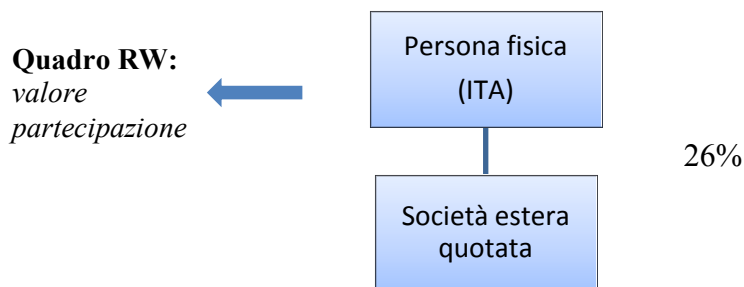 Quadro RW:
valore
partecipazione
Persona fisica
(ITA)
26%
Società estera
quotata